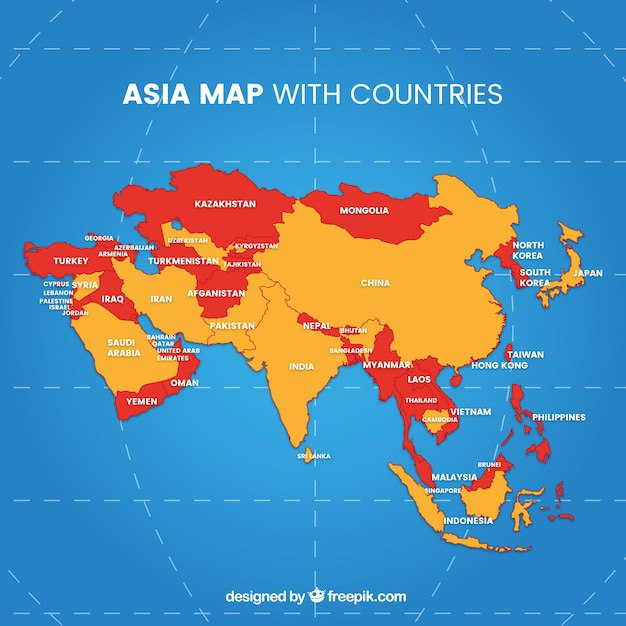 ASIA MAP WITH COUNTRIES
KAZAKHSTAN
MONGOLIA
GEORGIA
UZBEKISTAN
KYRGYZSTAN
AZERBAIJAN
ARMENIA
NORTH
KOREA
TURKEY
TURKMENISTAN
TAJIKISTAN
SOUTH
KOREA
JAPAN
CYPRUS
SYRIA
CHINA
LEBANON
AFGANISTAN
PALESTINE
IRAQ
IRAN
ISRAEL
JORDAN
PAKISTAN
NEPAL
BHUTAN
SAUDI
ARABIA
BAHRAIN
QATAR
UNITED ARAB
EMIRATES
BANGLADESH
TAIWAN
INDIA
MYANMAR
HONG KONG
OMAN
LAOS
YEMEN
THAILAND
VIETNAM
CAMBODIA
PHILIPPINES
SRI LANKA
BRUNEI
MALAYSIA
SINGAPORE
INDONESIA
designed by freepik.com